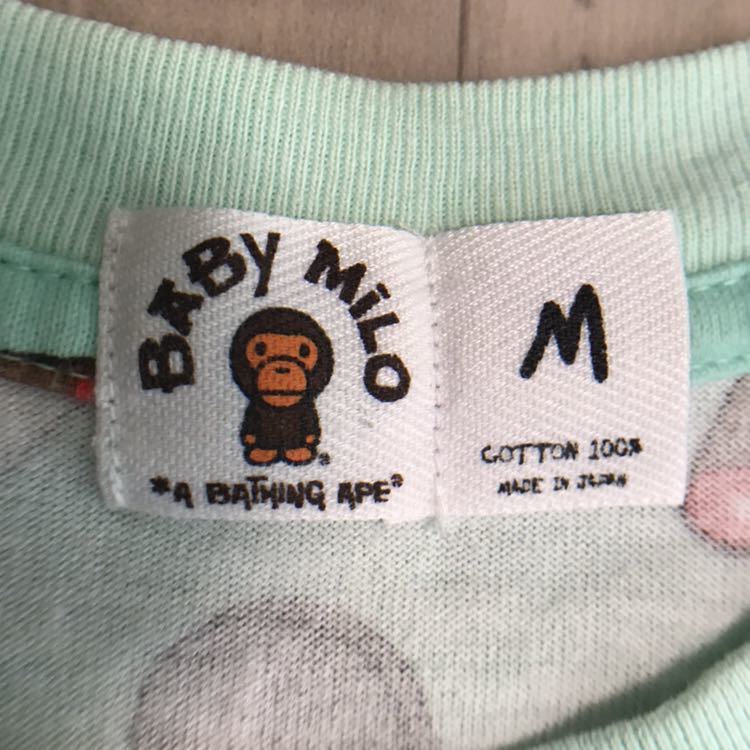 BABY MiLO
*A BATHING APE®
M
COTTON 100%
MADE IN JAPAN